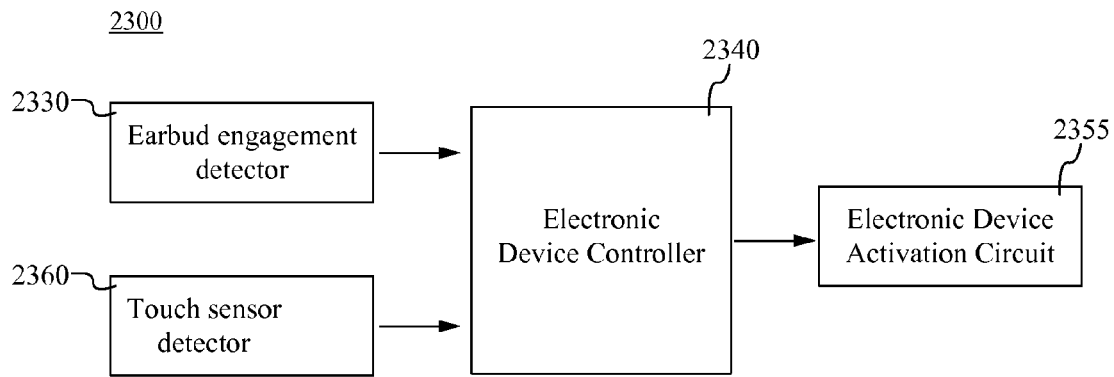 2300
2330
Earbud engagement
detector
2340
Electronic
Device Controller
2355
Electronic Device
Activation Circuit
2360
Touch sensor
detector